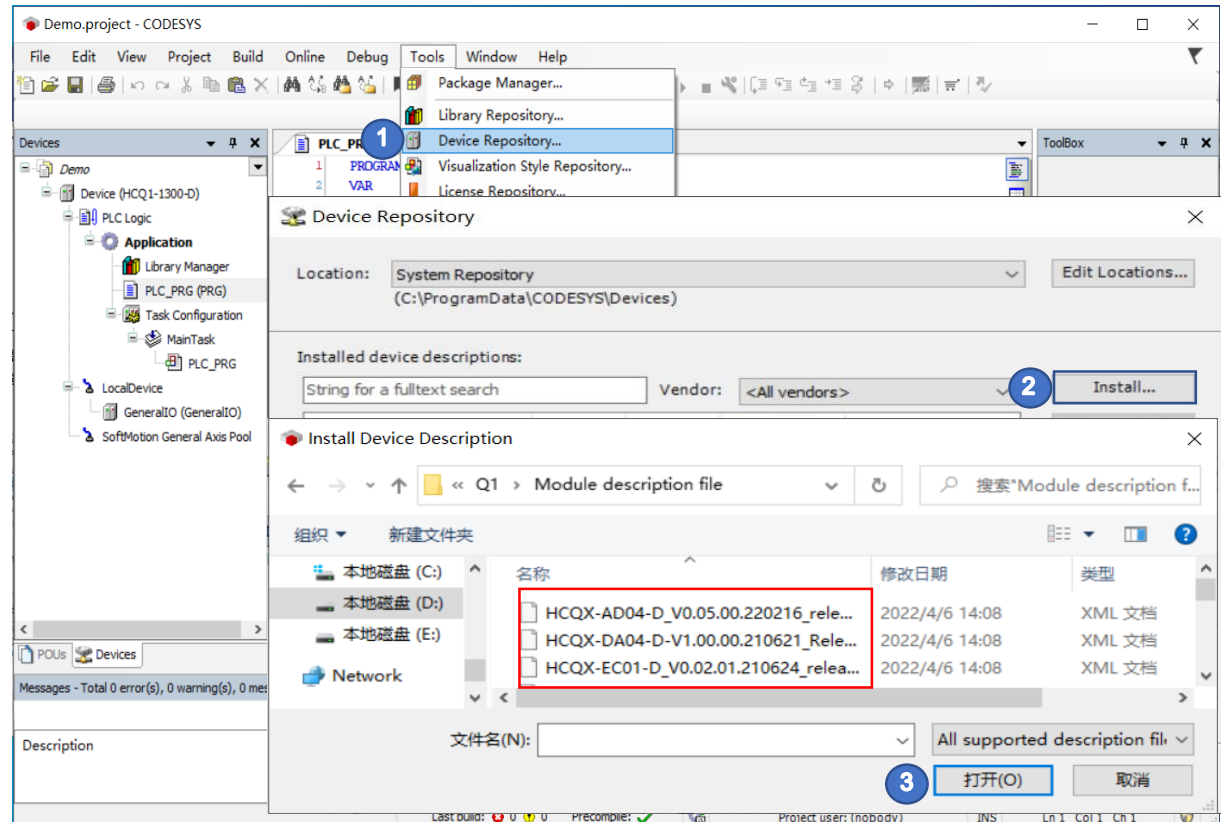 Demo.project - CODESYS
File Edit View Project Build Online Debug Tools Window Help
Package Manager...
Library Repository...
1 Device Repository...
Visualization Style Repository...
License Repository...
Devices
Demo
Device (HCQ1-1300-D)
PLC Logic
Application
Library Manager
PLC_PRG (PRG)
Task Configuration
MainTask
PLC_PRG
LocalDevice
GeneralIO (GeneralIO)
SoftMotion General Axis Pool
POUs Devices
Messages - Total 0 error(s), 0 warning(s), 0 mes
Description
PLC_PR
1 PROGRAM
2 VAR
ToolBox
Device Repository
Location: System Repository Edit Locations...
(C:\ProgramData\CODESYS\Devices)
Installed device descriptions:
String for a fulltext search Vendor: <All vendors> 2 Install...
Install Device Description
« Q1 › Module description file 搜索"Module description f...
组织 新建文件夹
本地磁盘 (C:)
本地磁盘 (D:)
本地磁盘 (E:)
Network
名称 修改日期 类型
HCQX-AD04-D_V0.05.00.220216_rele... 2022/4/6 14:08 XML 文档
HCQX-DA04-D-V1.00.00.210621_Rele... 2022/4/6 14:08 XML 文档
HCQX-EC01-D_V0.02.01.210624_relea... 2022/4/6 14:08 XML 文档
文件名(N): All supported description fil
3 打开(O) 取消
Last build: 0 0 Precompile: Project user: (nobody) INS Ln 1 Col 1 Ch 1